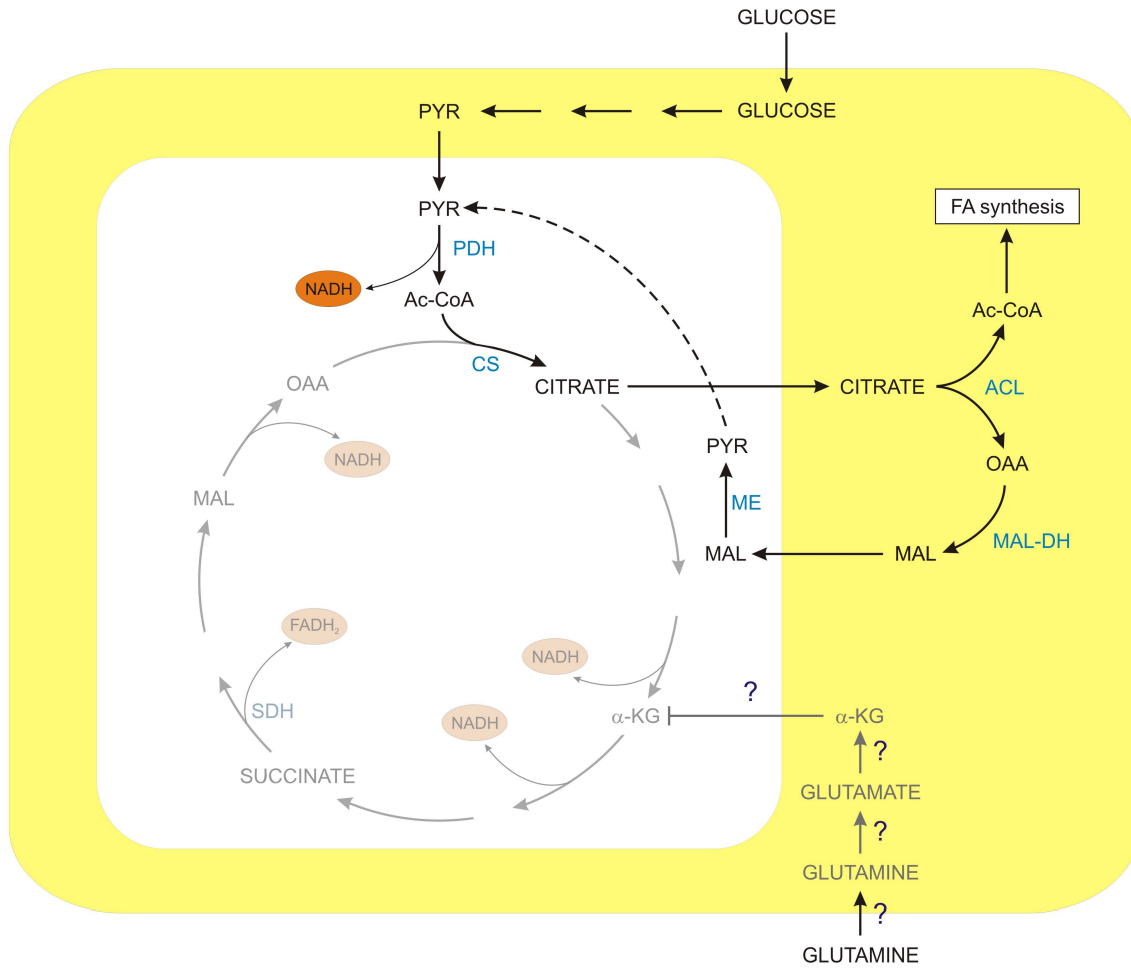 GLUCOSE
PYR
GLUCOSE
PYR
FA synthesis
PDH
NADH
Ac-CoA
Ac-CoA
CS
OAA
CITRATE
CITRATE
ACL
PYR
NADH
OAA
MAL
ME
MAL
MAL
MAL-DH
FADH₂
NADH
?
SDH
NADH
α-KG
α-KG
?
SUCCINATE
GLUTAMATE
?
GLUTAMINE
?
GLUTAMINE